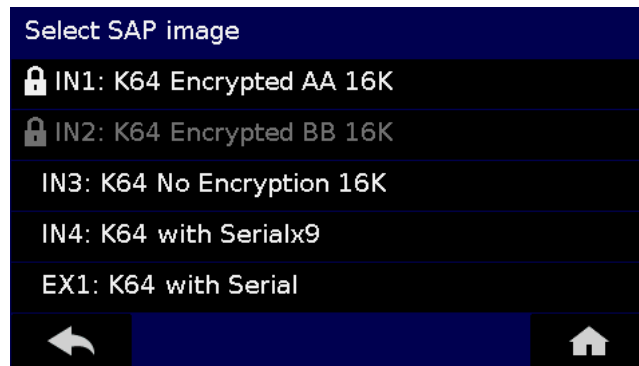 Select SAP image
IN1: K64 Encrypted AA 16K
IN2: K64 Encrypted BB 16K
IN3: K64 No Encryption 16K
IN4: K64 with Serialx9
EX1: K64 with Serial